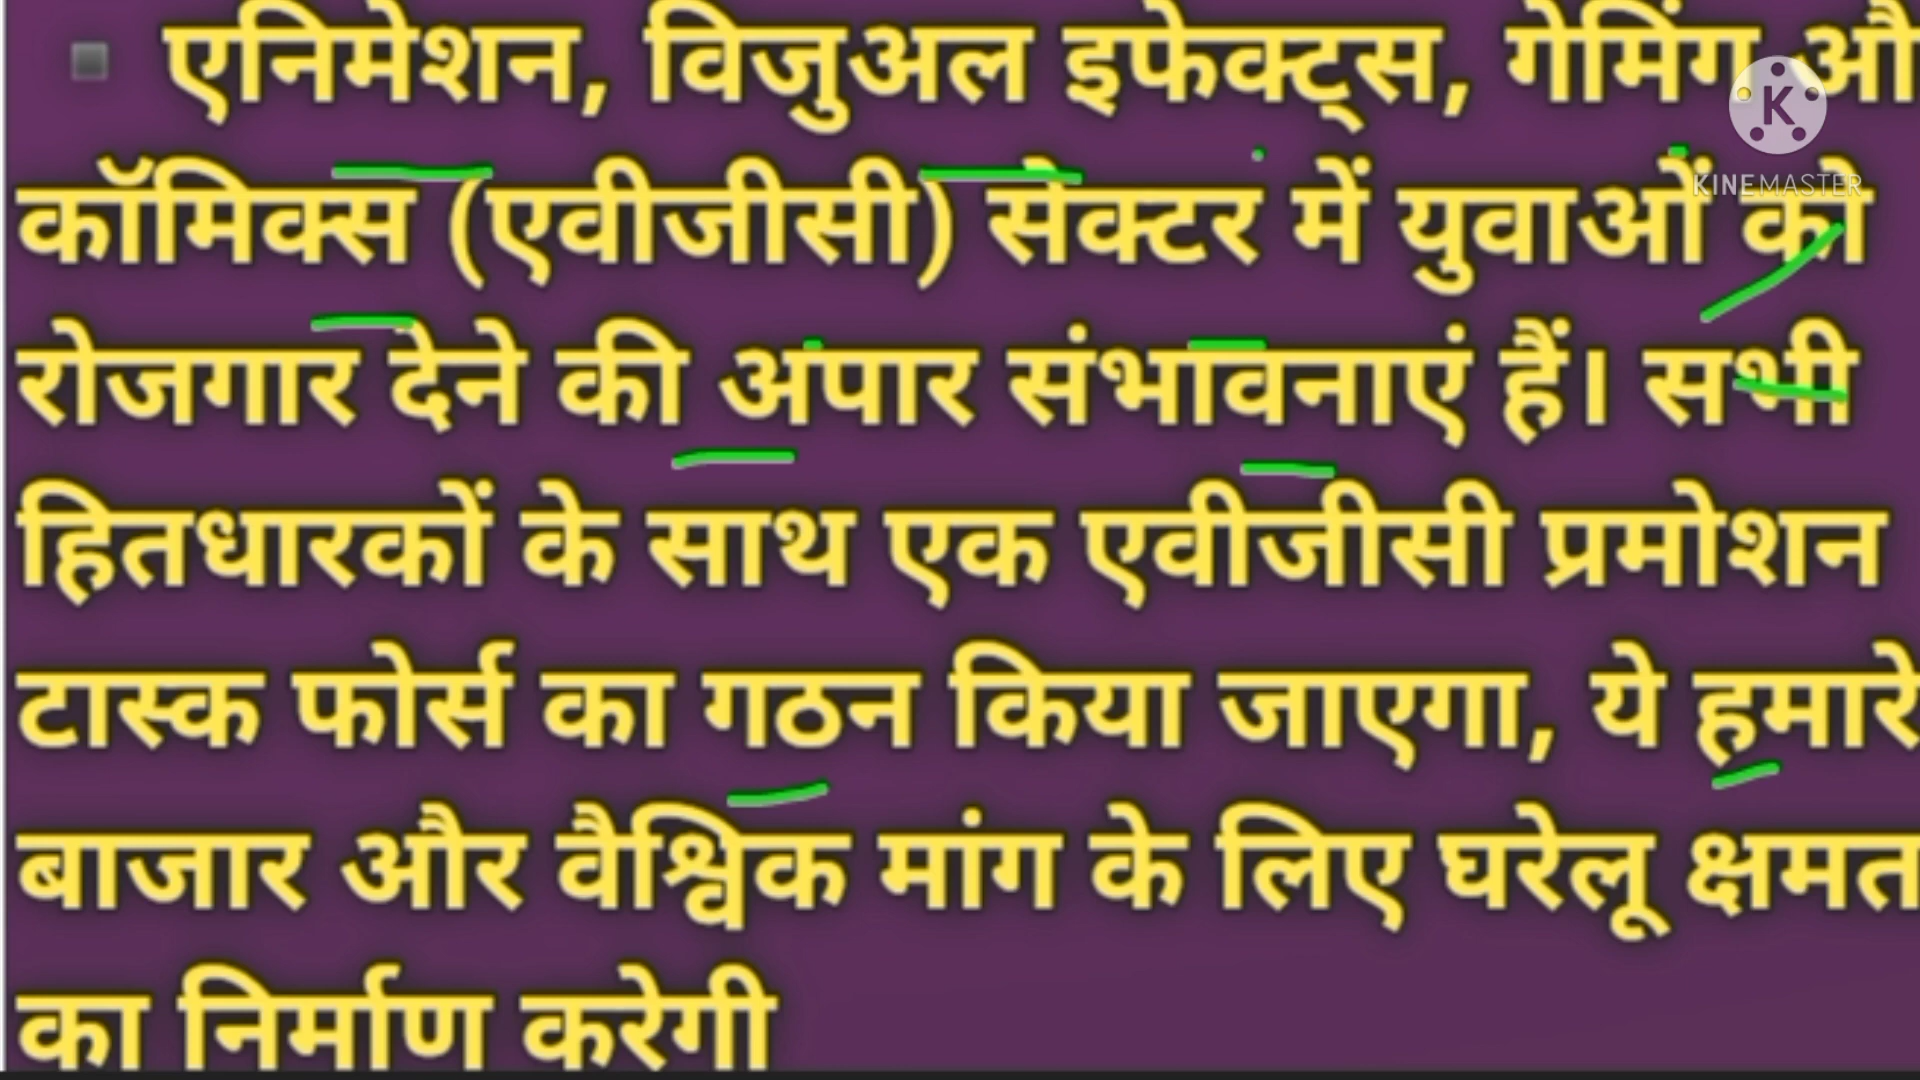 ▪ एनिमेशन, विजुअल इफेक्ट्स, गेमिंग औ
कॉमिक्स (एवीजीसी) सेक्टर में युवाओं को
रोजगार देने की अपार संभावनाएं हैं। सभी
हितधारकों के साथ एक एवीजीसी प्रमोशन
टास्क फोर्स का गठन किया जाएगा, ये हमारे
बाजार और वैश्विक मांग के लिए घरेलू क्षमत
का निर्माण करेगी
K
KINEMASTER